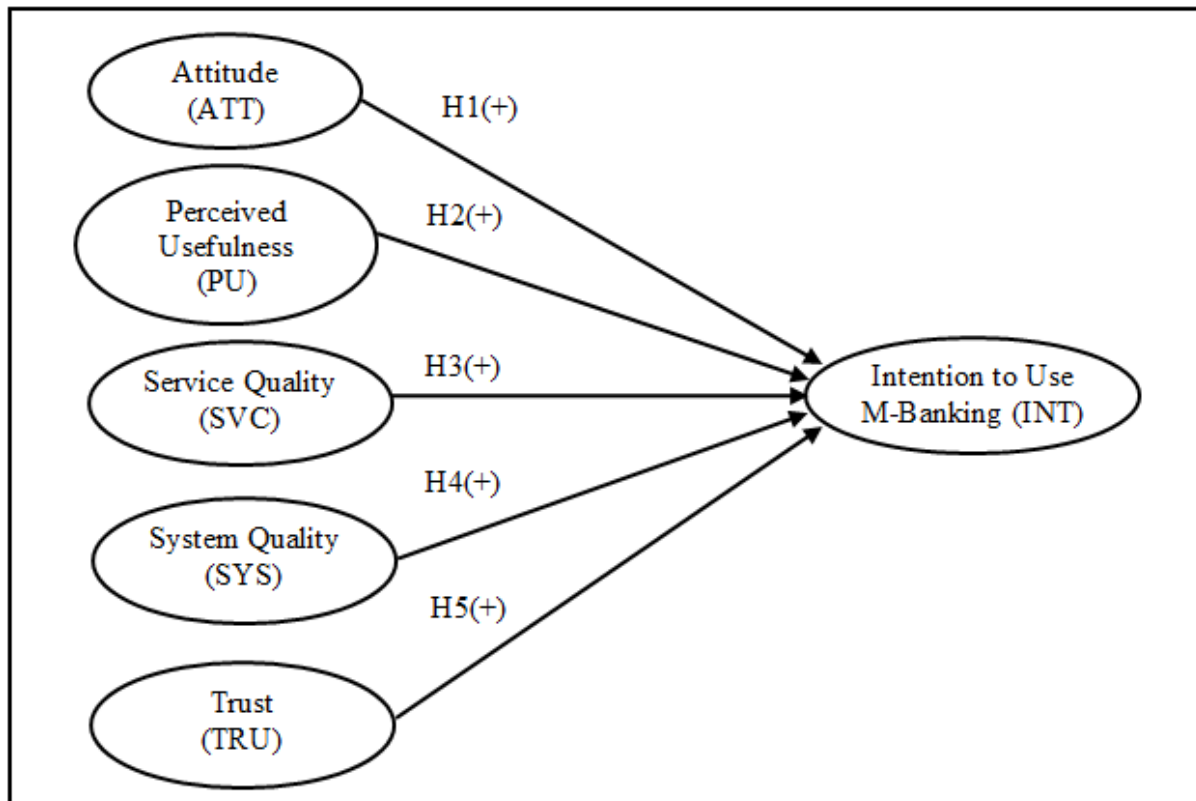 Attitude
(ATT)
H1(+)
Perceived
Usefulness
(PU)
H2(+)
Service Quality
(SVC)
H3(+)
Intention to Use
M-Banking (INT)
System Quality
(SYS)
H4(+)
Trust
(TRU)
H5(+)